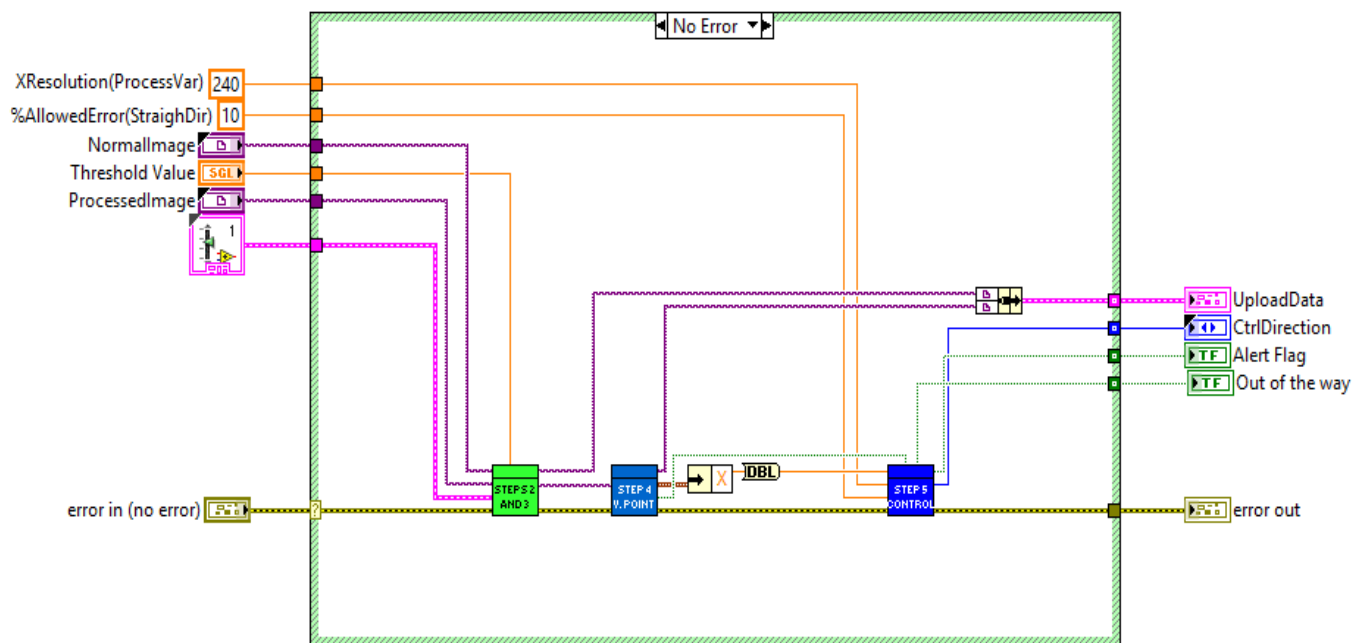 No Error
XResolution(ProcessVar) 240
%AllowedError(StraighDir) 10
NormalImage
Threshold Value SGL
ProcessedImage
1
UploadData
CtrlDirection
TF Alert Flag
TF Out of the way
STEPS 2
AND 3
STEP 4
V.POINT
X
DBL
STEP 5
CONTROL
error in (no error)
?
error out